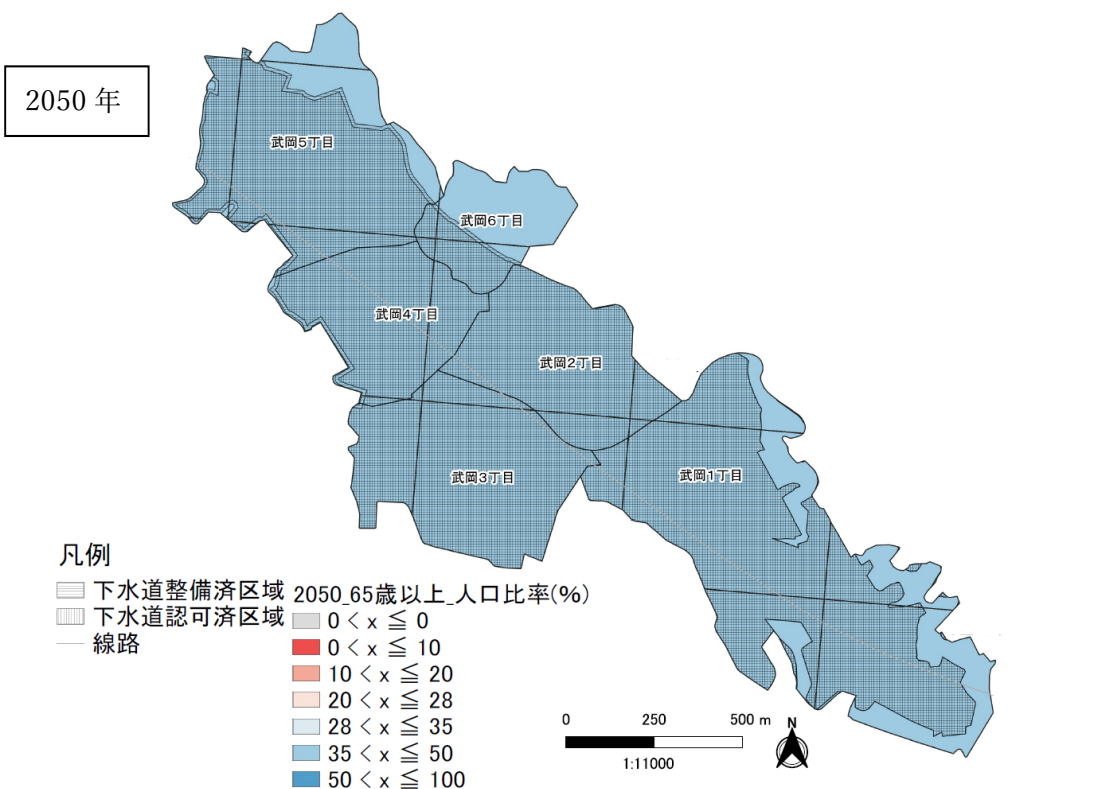 2050 年
武岡5丁目
武岡6丁目
武岡4丁目
武岡2丁目
武岡3丁目
武岡1丁目
凡例
下水道整備済区域
下水道認可済区域
線路
2050_65歳以上_人口比率(%)
0 < x ≦ 0
0 < x ≦ 10
10 < x ≦ 20
20 < x ≦ 28
28 < x ≦ 35
35 < x ≦ 50
50 < x ≦ 100
0 250 500 m
1:11000
N